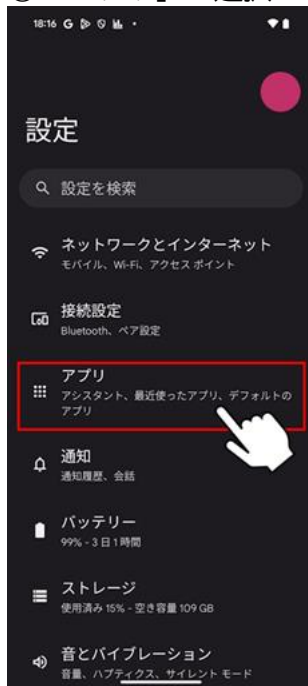 18:16
設定
設定を検索
ネットワークとインターネット
モバイル、Wi-Fi、アクセス ポイント
接続設定
Bluetooth、ペア設定
アプリ
アシスタント、最近使ったアプリ、デフォルトの
アプリ
通知
通知履歴、会話
バッテリー
99% - 3 日 1 時間
ストレージ
使用済み 15% - 空き容量 109 GB
音とバイブレーション
音量、ハプティクス、サイレント モード